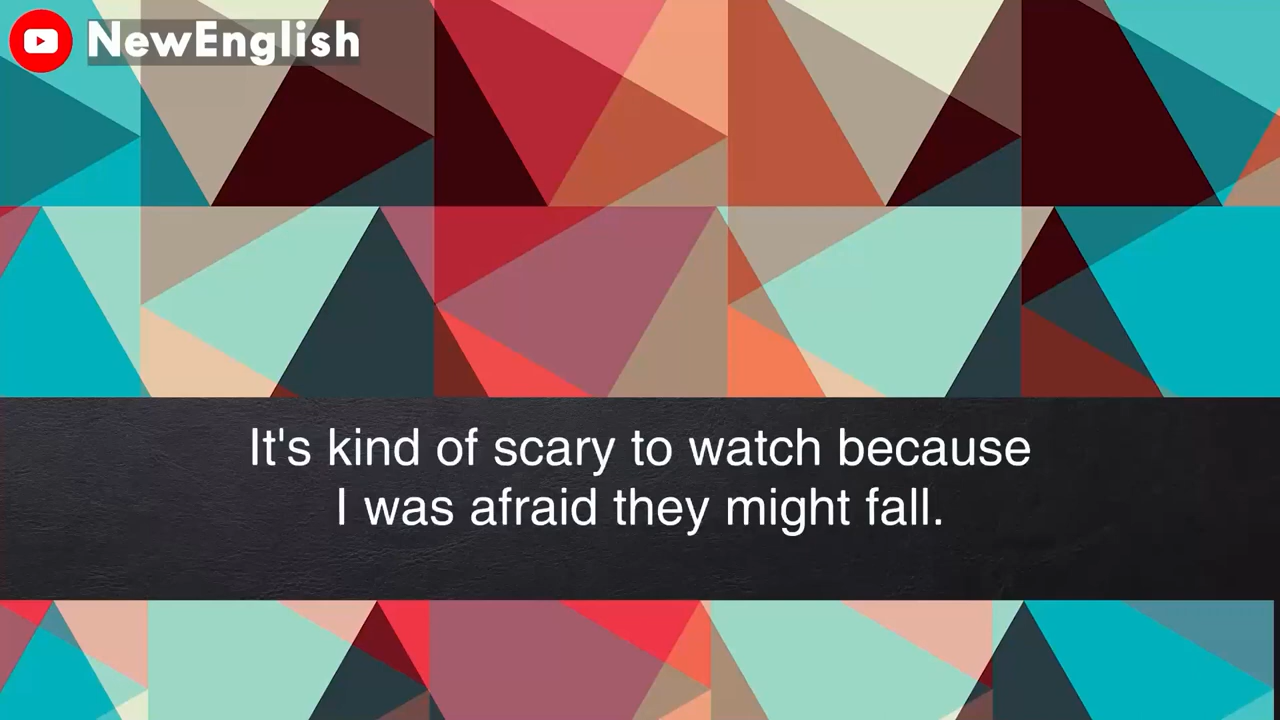 NewEnglish
It's kind of scary to watch because
I was afraid they might fall.